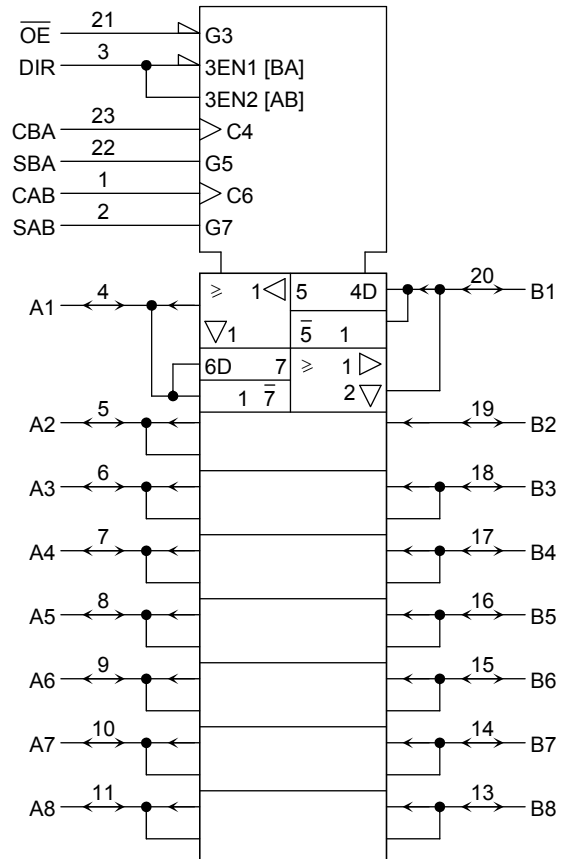 O̅E̅ 21 G3
DIR 3 3EN1 [BA]
3EN2 [AB]
CBA 23 C4
SBA 22 G5
CAB 1 C6
SAB 2 G7
A1 4 ≥ 1 5 4D 20 B1
1 5̅ 1
6D 7 ≥ 1
1 7̅ 2
A2 5 19 B2
A3 6 18 B3
A4 7 17 B4
A5 8 16 B5
A6 9 15 B6
A7 10 14 B7
A8 11 13 B8